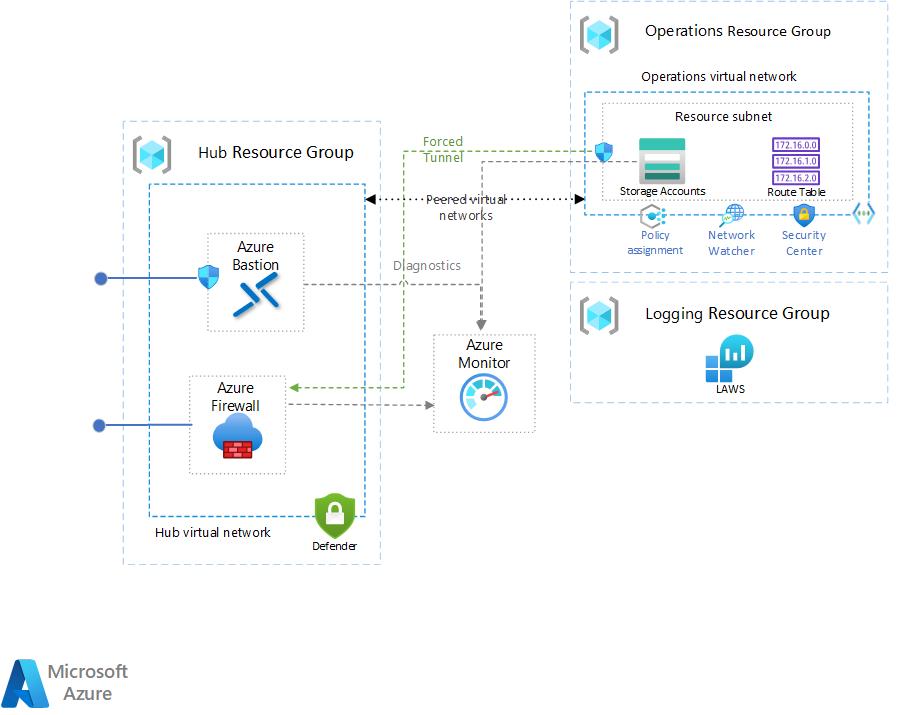 Operations Resource Group
Operations virtual network
Resource subnet
Storage Accounts
172.16.0.0
172.16.1.0
172.16.2.0
Route Table
Policy
assignment
Network
Watcher
Security
Center
Hub Resource Group
Forced
Tunnel
Peered virtual
networks
Azure
Bastion
Diagnostics
Azure
Monitor
Azure
Firewall
Hub virtual network
Defender
Logging Resource Group
LAWS
Microsoft
Azure